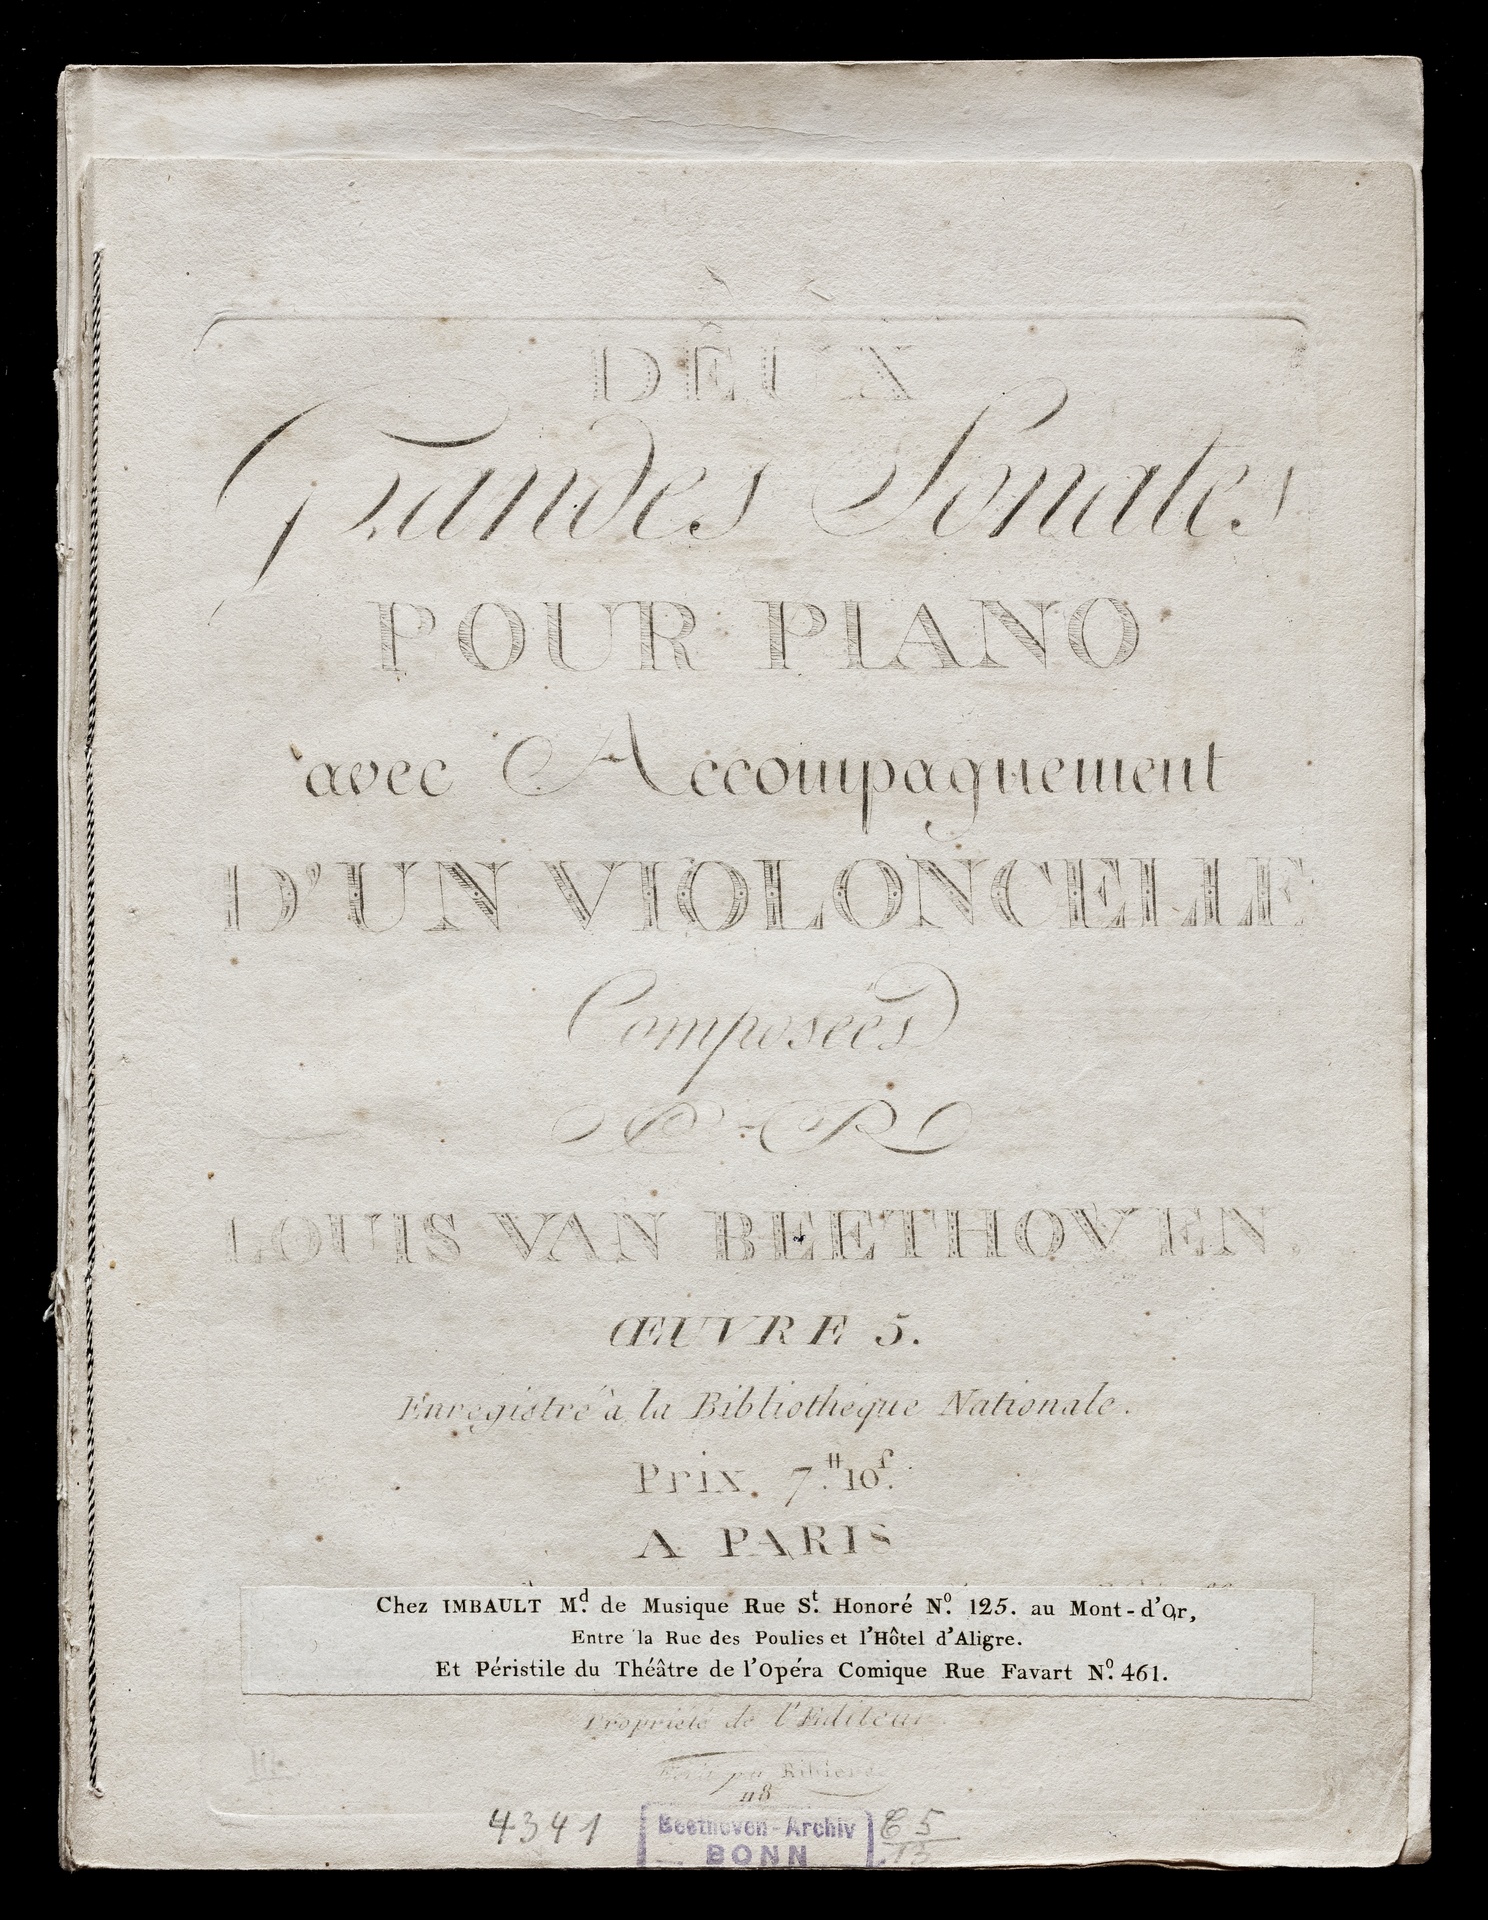 DEUX
Grandes Sonates
POUR PIANO
avec Accompagnement
D'UN VIOLONCELLE
Composées
PAR
LOUIS VAN BEETHOVEN.
ŒUVRE 5.
Enregistré à la Bibliothéque Nationale.
Prix. 7.ᵗᵗ 10.ˢ
A PARIS
Chez IMBAULT M.d de Musique Rue S.t Honoré N.o 125. au Mont-d'Or,
Entre la Rue des Poulies et l'Hôtel d'Aligre.
Et Péristile du Théâtre de l'Opéra Comique Rue Favart N.o 461.
Propriété de l'Editeur.
118
4341
Beethoven-Archiv
BONN
C 5
13